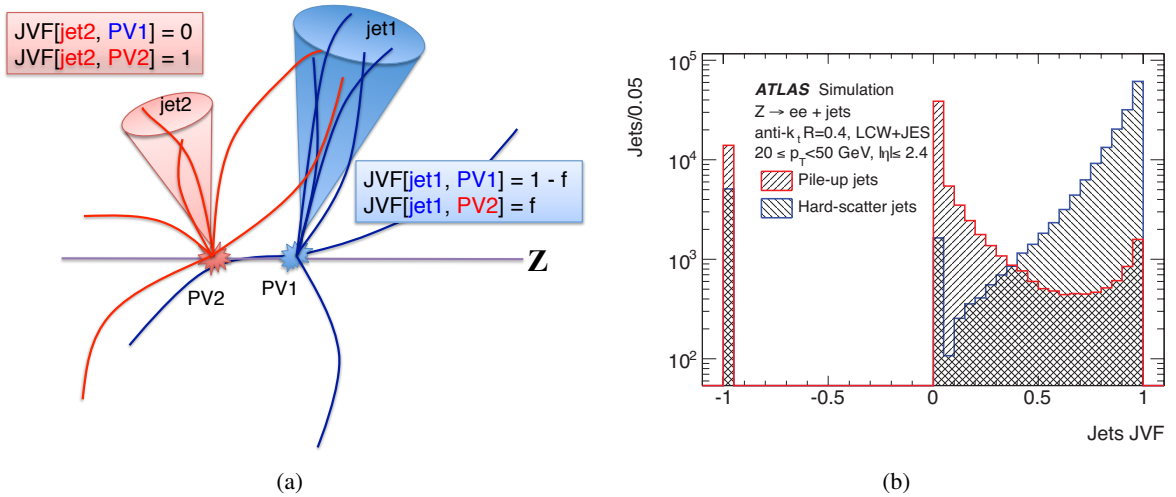 JVF[jet2, PV1] = 0
JVF[jet2, PV2] = 1
jet1
jet2
JVF[jet1, PV1] = 1 - f
JVF[jet1, PV2] = f
Z
PV2
PV1
(a)
Jets/0.05
10^5
10^4
10^3
10^2
ATLAS Simulation
Z → ee + jets
anti-k_t R=0.4, LCW+JES
20 ≤ p_T<50 GeV, |η|≤ 2.4
Pile-up jets
Hard-scatter jets
-1
-0.5
0
0.5
1
Jets JVF
(b)